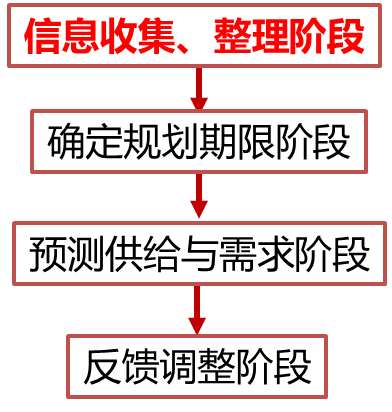 信息收集、整理阶段
确定规划期限阶段
预测供给与需求阶段
反馈调整阶段